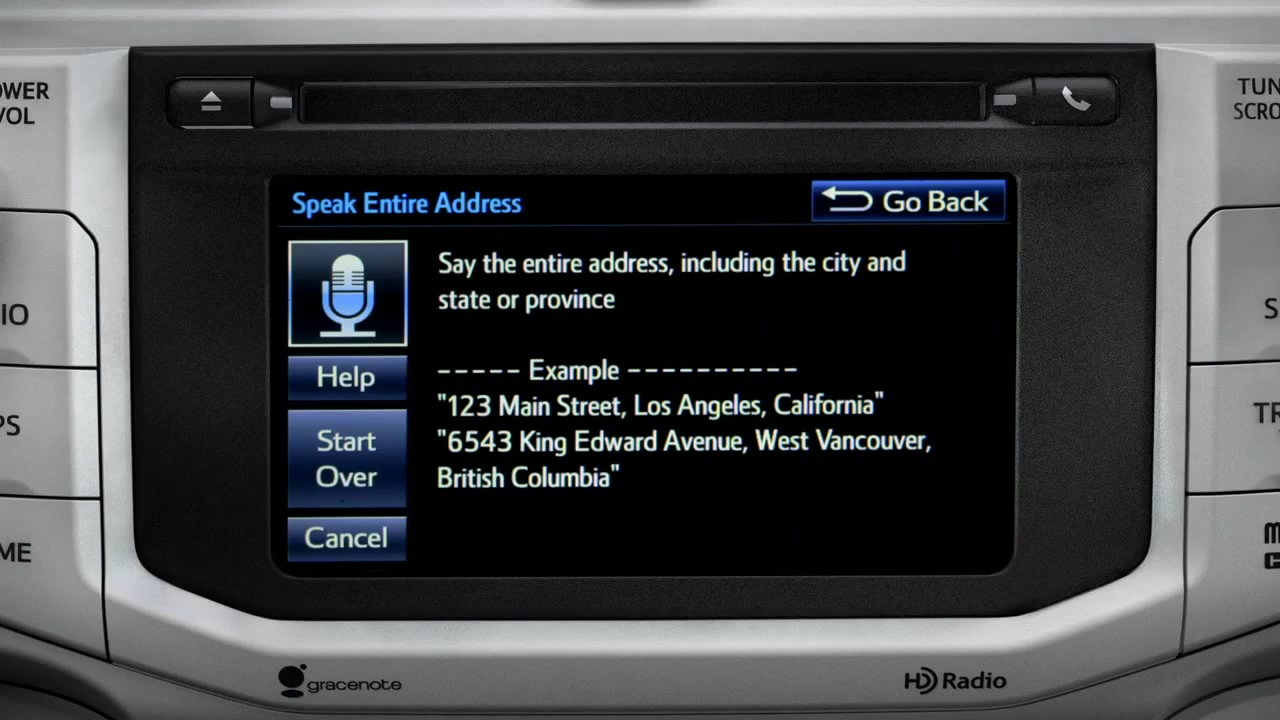 OWER
VOL
TUN
SCRO
Speak Entire Address
Go Back
Say the entire address, including the city and
state or province
Help
----- Example ----------
"123 Main Street, Los Angeles, California"
Start
Over
"6543 King Edward Avenue, West Vancouver,
British Columbia"
Cancel
IO
PS
ME
S
TR
gracenote
HD Radio